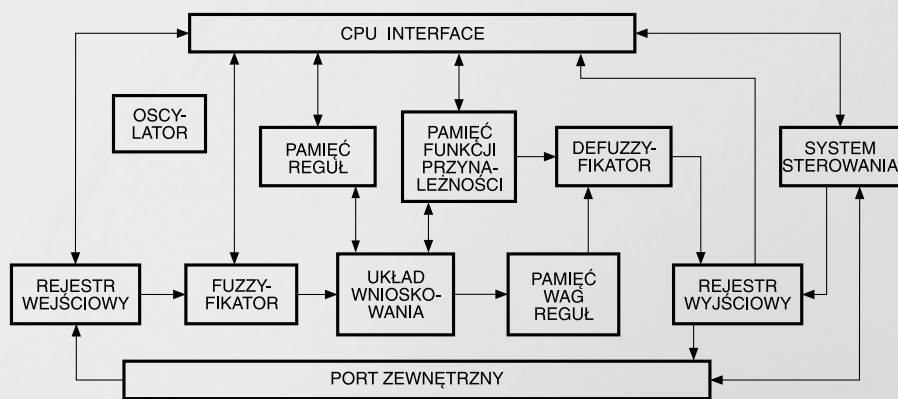 CPU INTERFACE
OSCY-
LATOR
PAMIĘĆ
REGUŁ
PAMIĘĆ
FUNKCJI
PRZYNA-
LEŻNOŚCI
DEFUZZY-
FIKATOR
SYSTEM
STEROWANIA
REJESTR
WEJŚCIOWY
FUZZY-
FIKATOR
UKŁAD
WNIOSKO-
WANIA
PAMIĘĆ
WAG
REGUŁ
REJESTR
WYJŚCIOWY
PORT ZEWNĘTRZNY